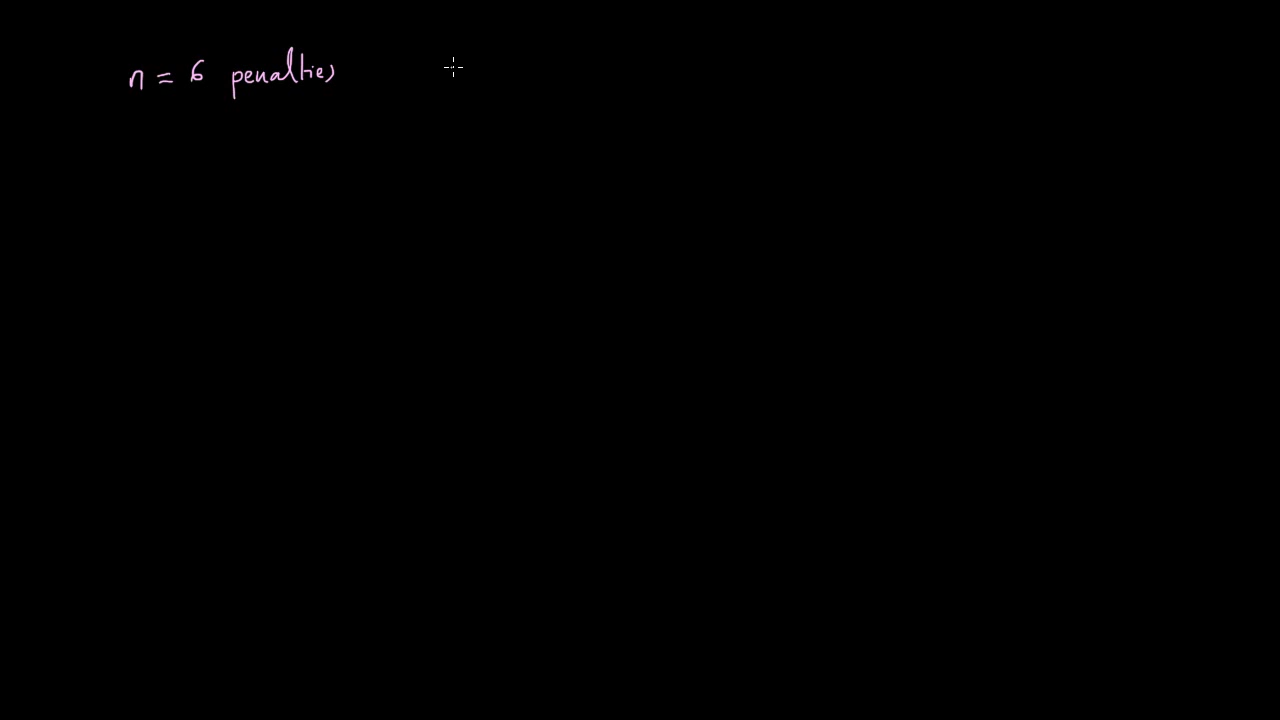 n = 6 penalties